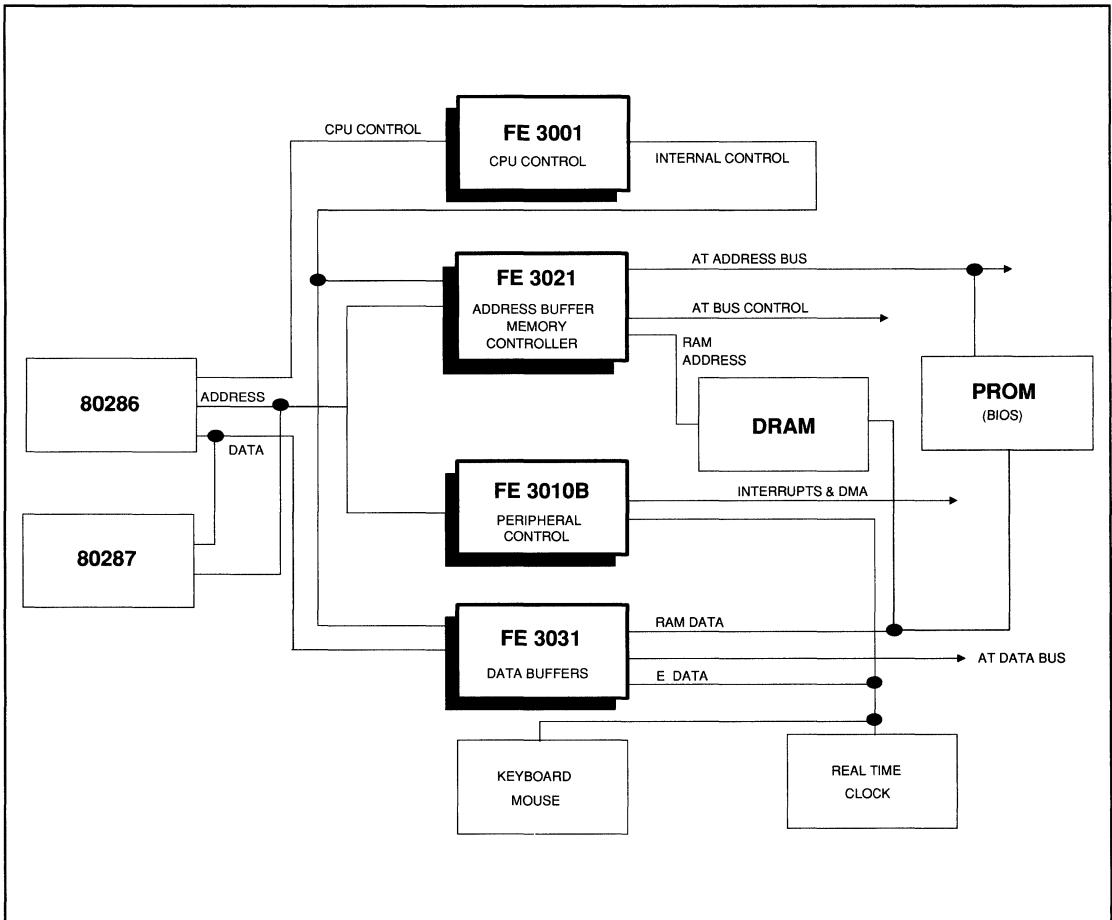 FE 3001
CPU CONTROL
CPU CONTROL
INTERNAL CONTROL
FE 3021
ADDRESS BUFFER
MEMORY
CONTROLLER
AT ADDRESS BUS
AT BUS CONTROL
RAM
ADDRESS
80286
ADDRESS
DATA
DRAM
PROM
(BIOS)
FE 3010B
PERIPHERAL
CONTROL
INTERRUPTS & DMA
80287
FE 3031
DATA BUFFERS
RAM DATA
AT DATA BUS
E DATA
KEYBOARD
MOUSE
REAL TIME
CLOCK